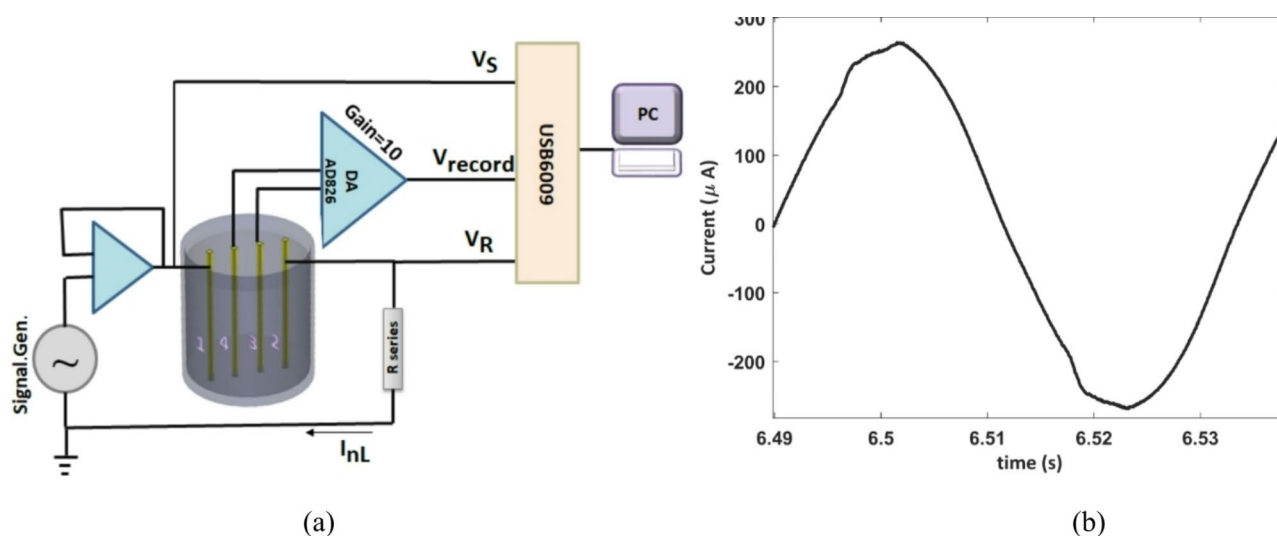 V_S
Gain=10
DA
AD826
V_record
USB6009
PC
V_R
1 4 3 2
R series
Signal.Gen.
~
I_nL
(a)
300
200
100
0
-100
-200
Current (μ A)
6.49 6.5 6.51 6.52 6.53
time (s)
(b)